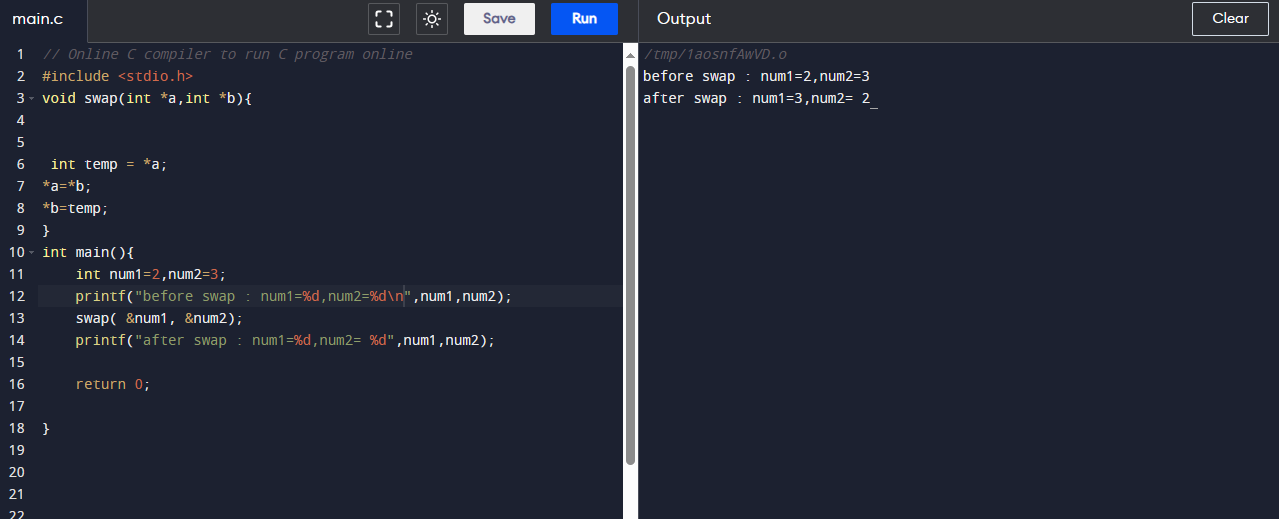 main.c
Save
Run
Output
Clear
1 // Online C compiler to run C program online
2 #include <stdio.h>
3 void swap(int *a,int *b){
4
5
6  int temp = *a;
7 *a=*b;
8 *b=temp;
9 }
10 int main(){
11     int num1=2,num2=3;
12     printf("before swap : num1=%d,num2=%d\n",num1,num2);
13     swap( &num1, &num2);
14     printf("after swap : num1=%d,num2= %d",num1,num2);
15
16     return 0;
17
18 }
19
20
21
22
/tmp/1aosnfAwVD.o
before swap : num1=2,num2=3
after swap : num1=3,num2= 2_